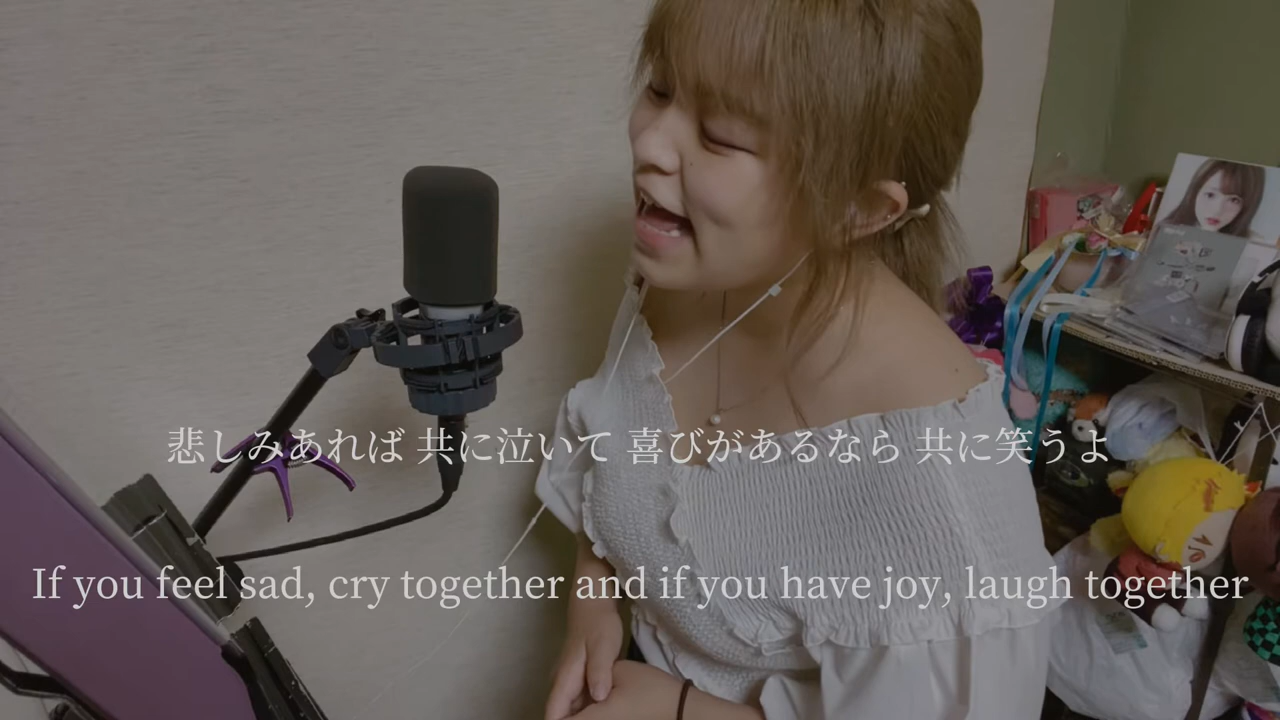 悲しみあれば 共に泣いて 喜びがあるなら 共に笑うよ
If you feel sad, cry together and if you have joy, laugh together